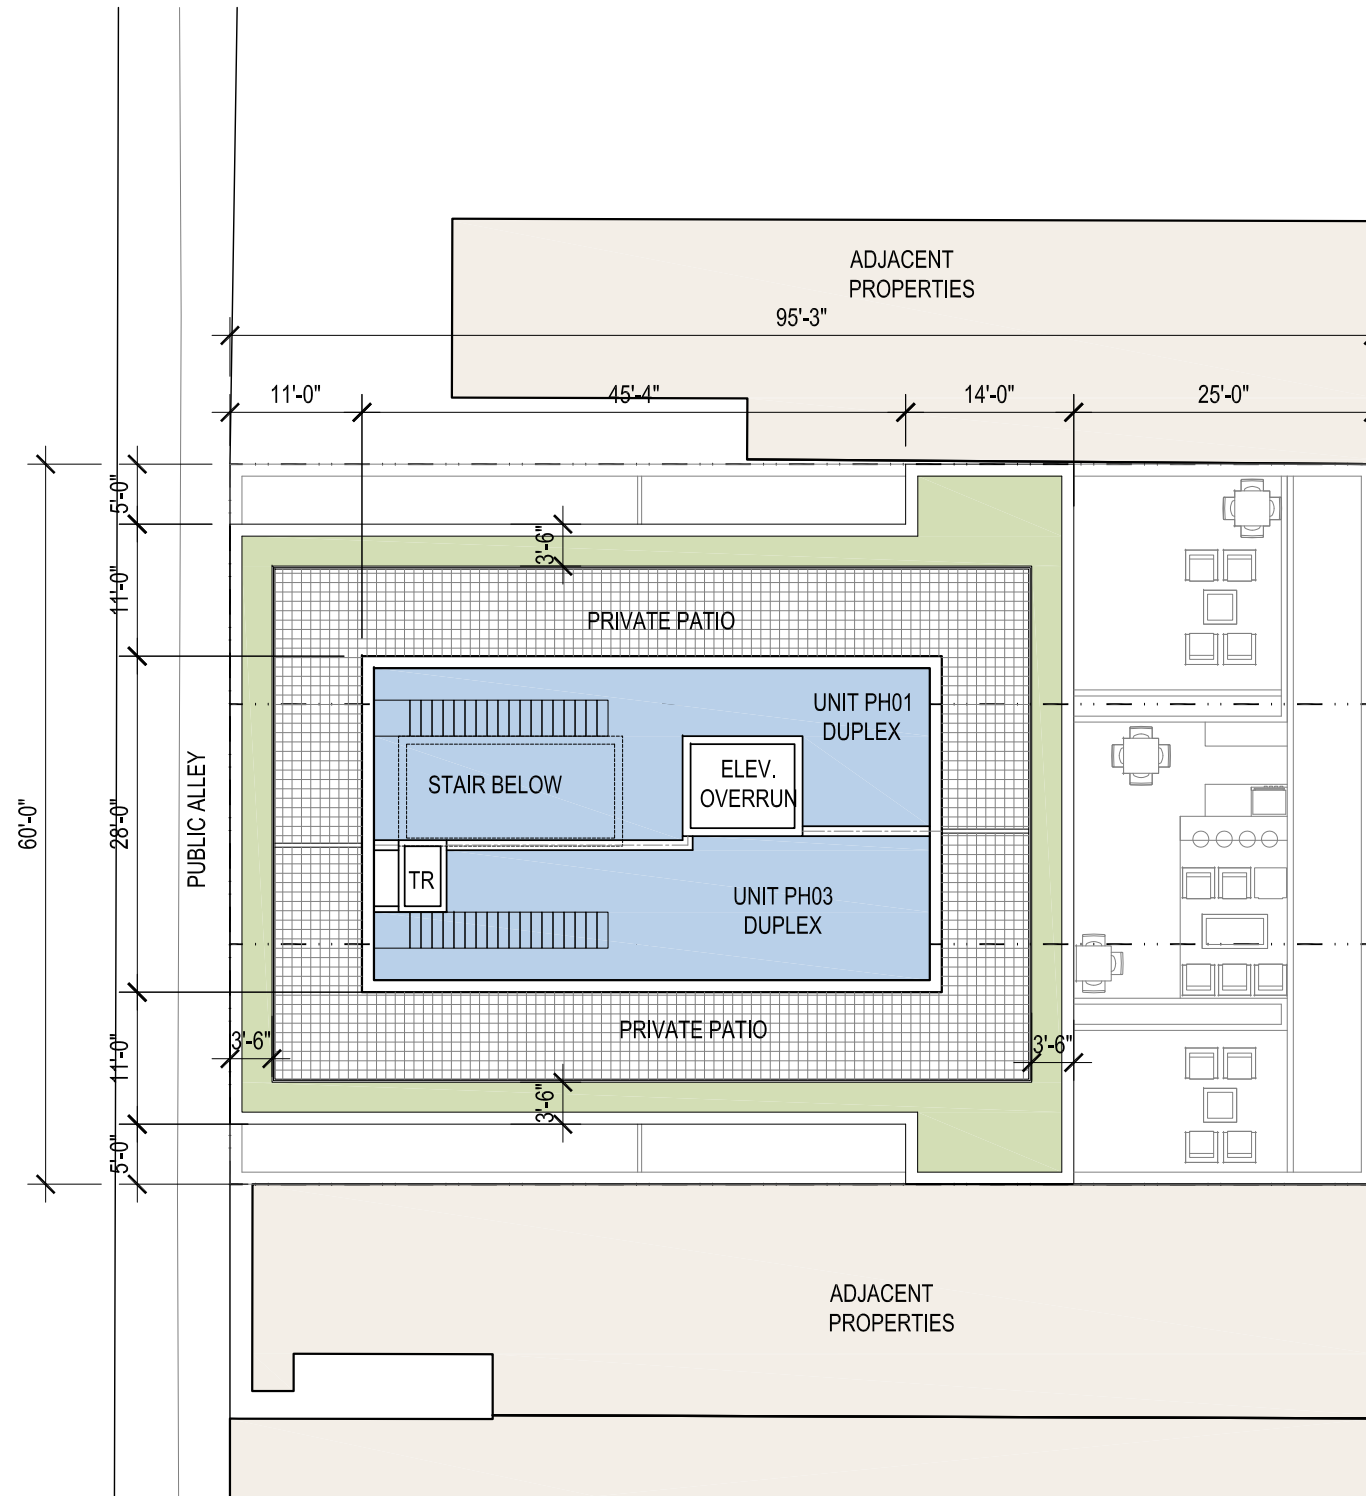 ADJACENT
PROPERTIES
95'-3"
11'-0"
45'-4"
14'-0"
25'-0"
5'-0"
3'-6"
11'-0"
PRIVATE PATIO
UNIT PH01
DUPLEX
ELEV.
OVERRUN
STAIR BELOW
PUBLIC ALLEY
60'-0"
28'-0"
TR
UNIT PH03
DUPLEX
PRIVATE PATIO
3'-6"
3'-6"
11'-0"
3'-6"
5'-0"
ADJACENT
PROPERTIES